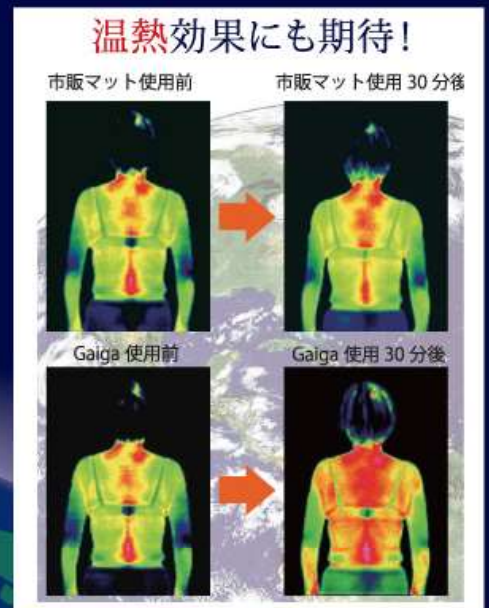 温熱効果にも期待！
市販マット使用前
市販マット使用 30 分後
Gaiga 使用前
Gaiga 使用 30 分後